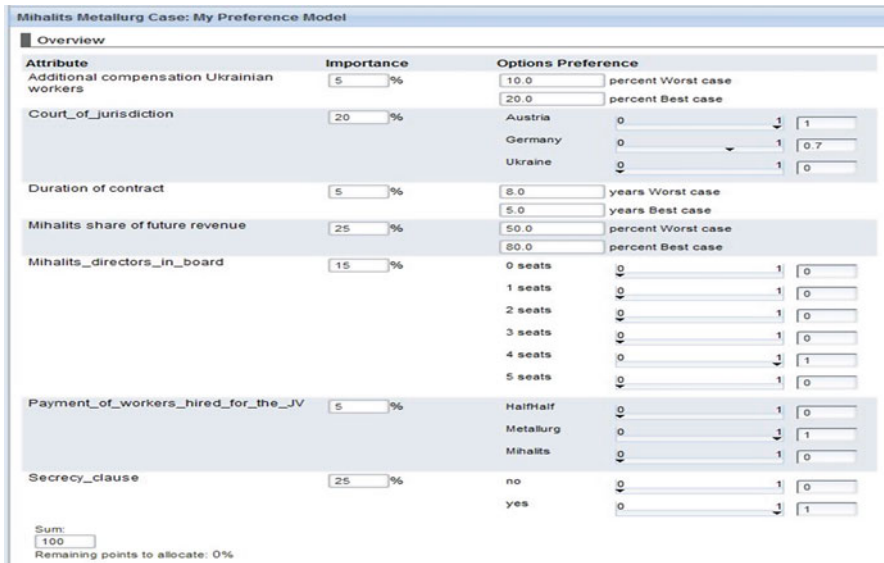 Mihalits Metallurg Case: My Preference Model
Overview
Attribute Importance Options Preference
Additional compensation Ukrainian workers 5 % 10.0 percent Worst case
20.0 percent Best case
Court_of_jurisdiction 20 % Austria 0 1 1
Germany 0 1 0.7
Ukraine 0 1 0
Duration of contract 5 % 8.0 years Worst case
5.0 years Best case
Mihalits share of future revenue 25 % 50.0 percent Worst case
80.0 percent Best case
Mihalits_directors_in_board 15 % 0 seats 0 1 0
1 seats 0 1 0
2 seats 0 1 0
3 seats 0 1 0
4 seats 0 1 1
5 seats 0 1 0
Payment_of_workers_hired_for_the_JV 5 % HalfHalf 0 1 0
Metallurg 0 1 1
Mihalits 0 1 0
Secrecy_clause 25 % no 0 1 0
yes 0 1 1
Sum:
100
Remaining points to allocate: 0%